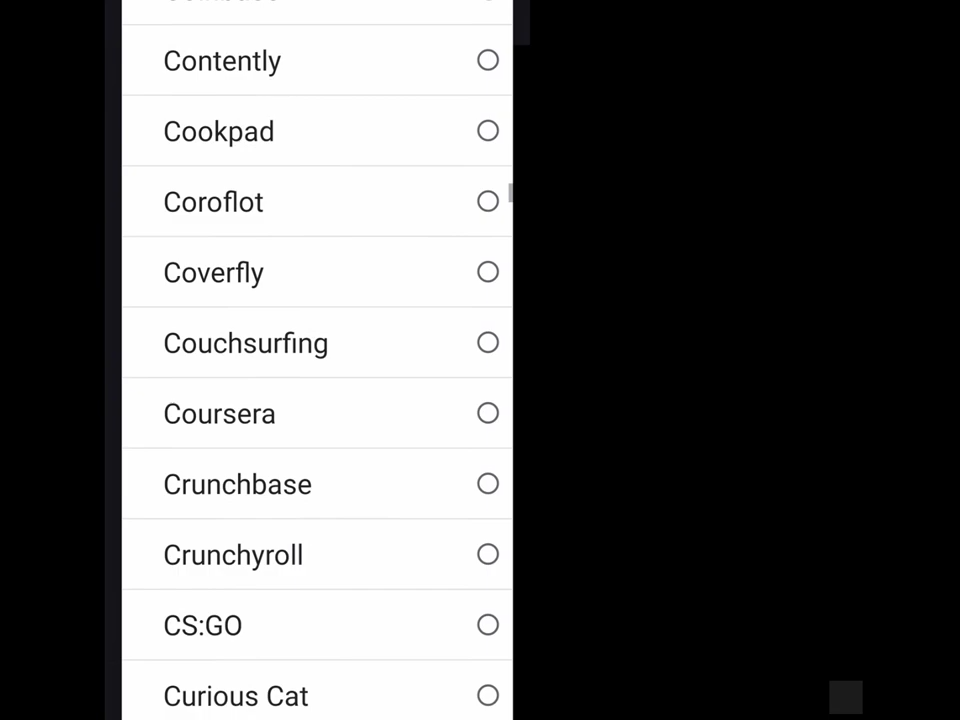 Contently
Cookpad
Coroflot
Coverfly
Couchsurfing
Coursera
Crunchbase
Crunchyroll
CS:GO
Curious Cat